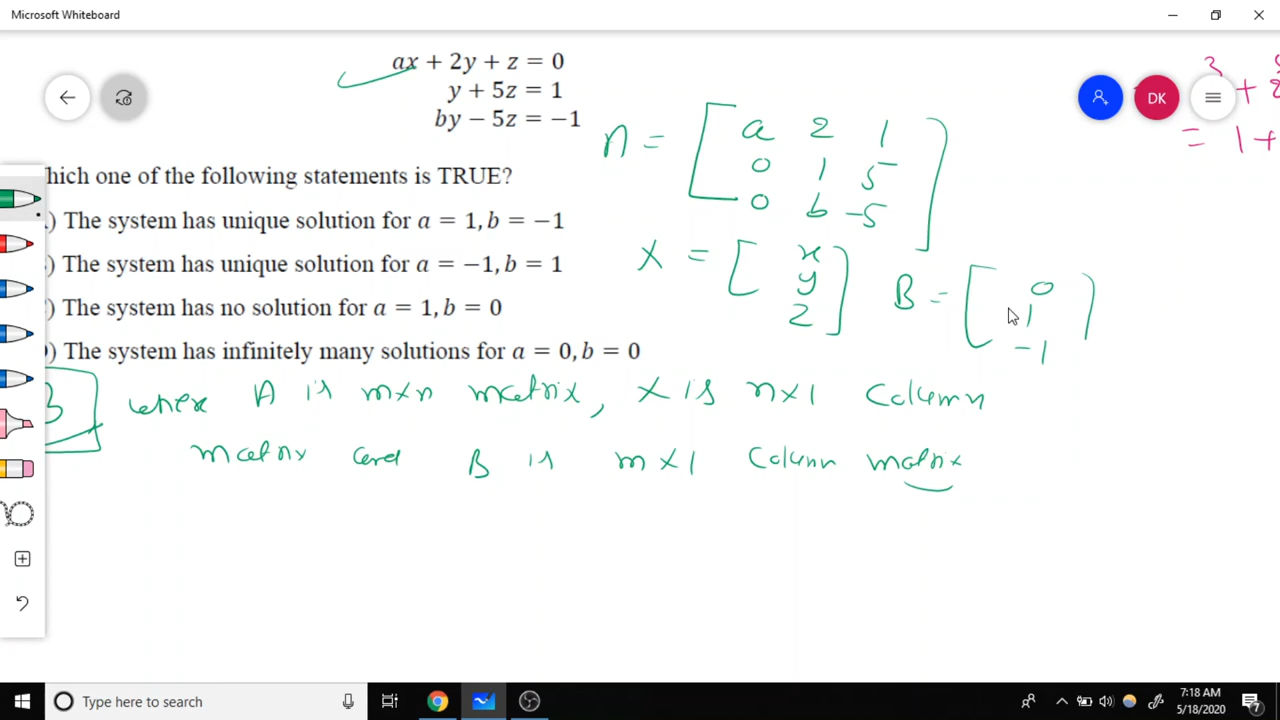 Microsoft Whiteboard
ax + 2y + z = 0
y + 5z = 1
by − 5z = −1
hich one of the following statements is TRUE?
) The system has unique solution for a = 1, b = −1
) The system has unique solution for a = −1, b = 1
) The system has no solution for a = 1, b = 0
) The system has infinitely many solutions for a = 0, b = 0
A = [ a 2 1
0 1 5
0 b -5 ]
X = [ x
y
z ]
B = [ 0
1
-1 ]
B where A is m×n matrix, X is n×1 column
matrix and B is m×1 column matrix
3 +
= 1 +
DK
Type here to search
7:18 AM
5/18/2020
7